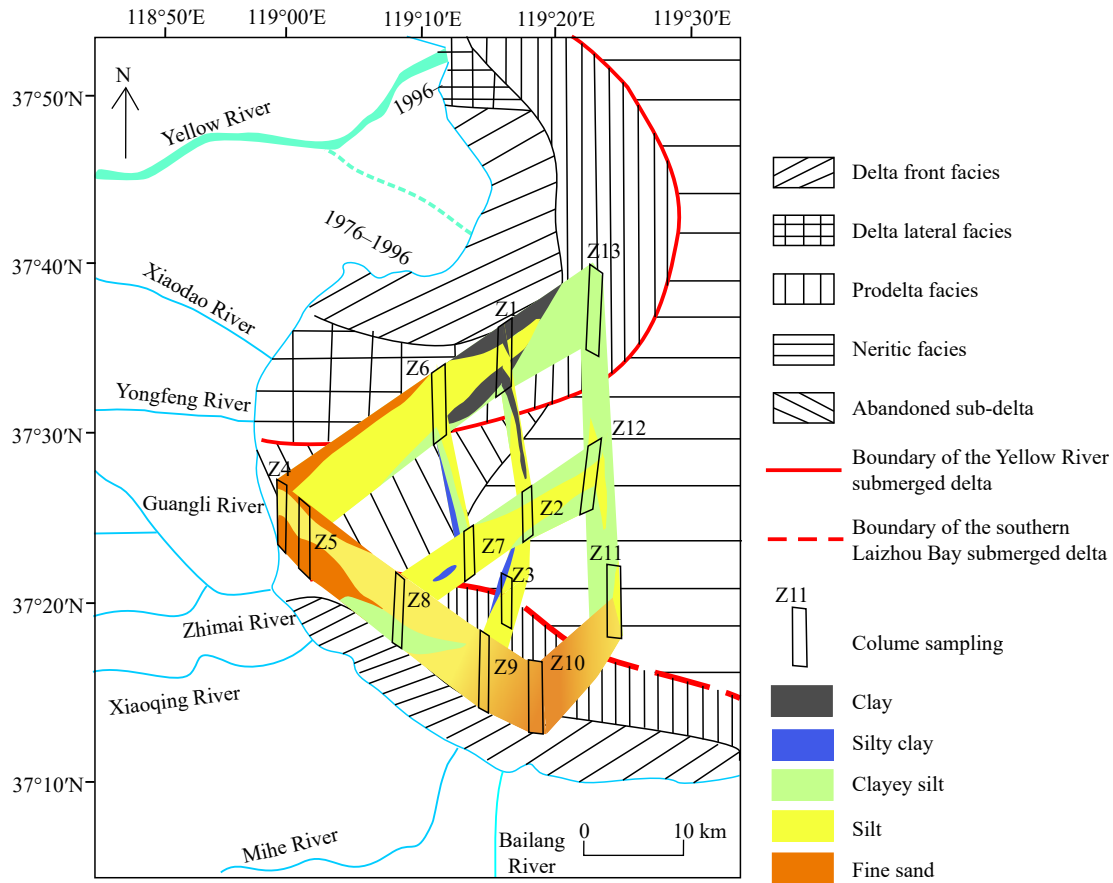 118°50′E 119°00′E 119°10′E 119°20′E 119°30′E
37°50′N
37°40′N
37°30′N
37°20′N
37°10′N
N
Yellow River
1996–
1976–1996
Xiaodao River
Yongfeng River
Guangli River
Zhimai River
Xiaoqing River
Mihe River
Bailang
River
Z13
Z1
Z6
Z12
Z4
Z5
Z2
Z7
Z11
Z3
Z8
Z9
Z10
0 10 km
Delta front facies
Delta lateral facies
Prodelta facies
Neritic facies
Abandoned sub-delta
Boundary of the Yellow River
submerged delta
Boundary of the southern
Laizhou Bay submerged delta
Z11
Colume sampling
Clay
Silty clay
Clayey silt
Silt
Fine sand